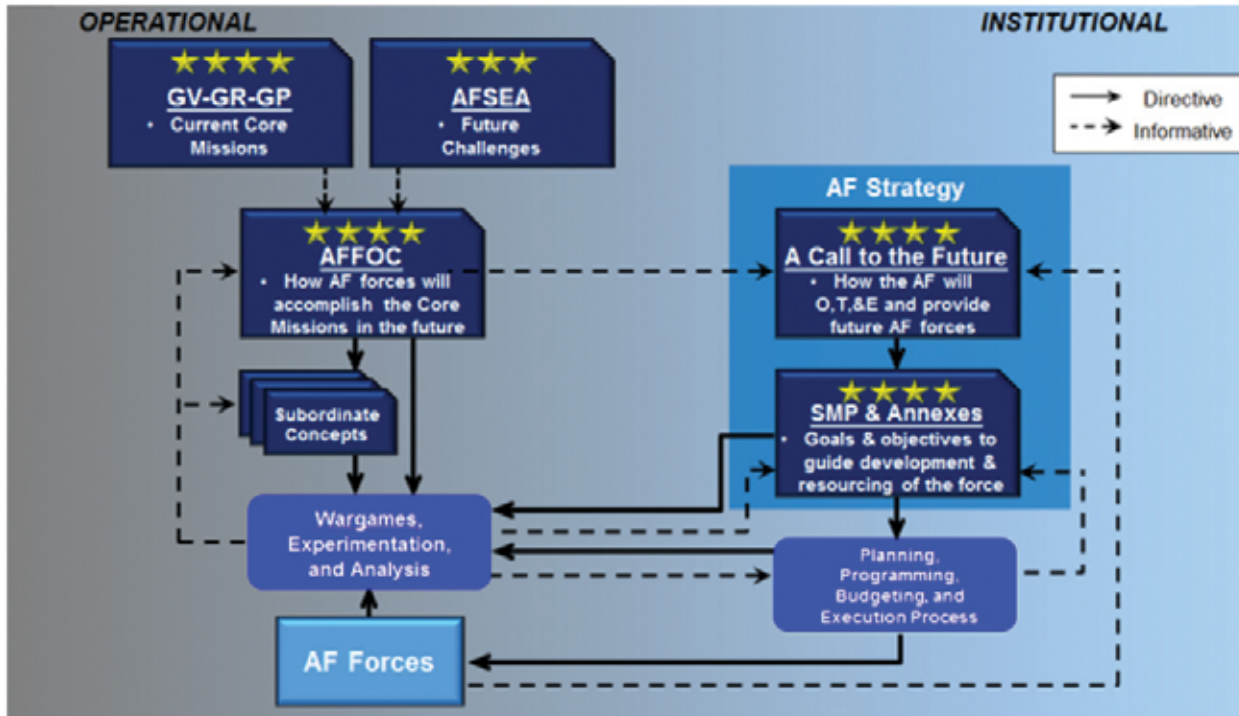 OPERATIONAL
INSTITUTIONAL
GV-GR-GP
• Current Core
Missions
AFSEA
• Future
Challenges
Directive
Informative
AF Strategy
AFFOC
• How AF forces will
accomplish the Core
Missions in the future
A Call to the Future
• How the AF will
O,T,&E and provide
future AF forces
Subordinate
Concepts
SMP & Annexes
• Goals & objectives to
guide development &
resourcing of the force
Wargames,
Experimentation,
and Analysis
Planning,
Programming,
Budgeting, and
Execution Process
AF Forces